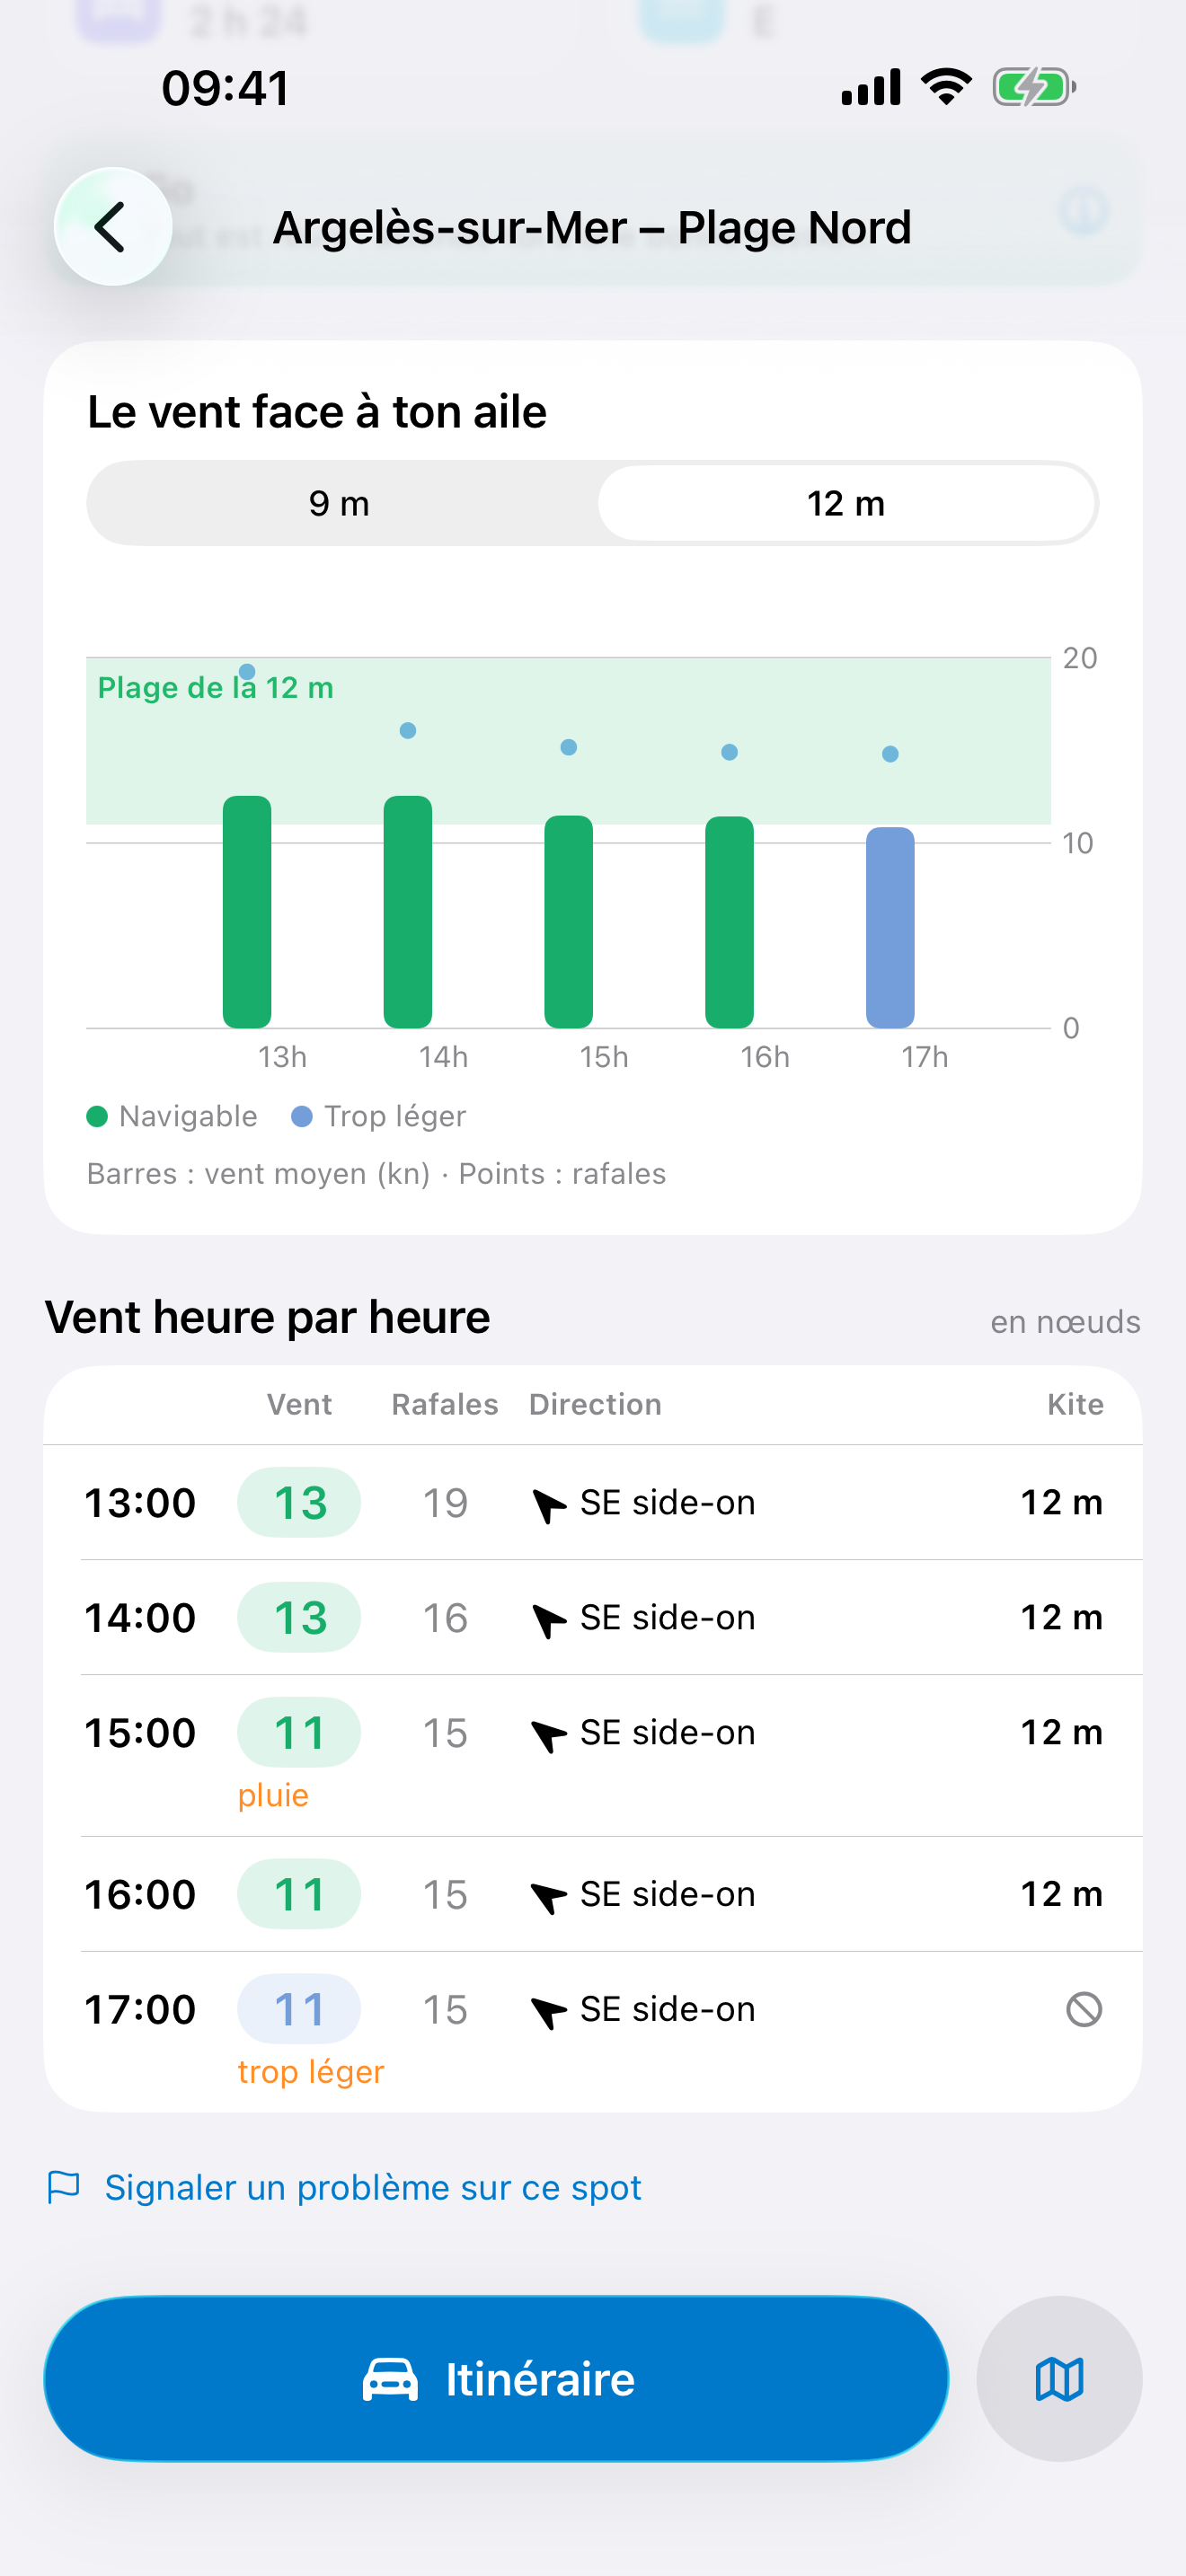 2 h 24
E
09:41
Argelès-sur-Mer – Plage Nord
Le vent face à ton aile
9 m
12 m
20
Plage de la 12 m
10
0
13h 14h 15h 16h 17h
Navigable Trop léger
Barres : vent moyen (kn) · Points : rafales
Vent heure par heure en nœuds
Vent Rafales Direction Kite
13:00 13 19 SE side-on 12 m
14:00 13 16 SE side-on 12 m
15:00 11 15 SE side-on 12 m
pluie
16:00 11 15 SE side-on 12 m
17:00 11 15 SE side-on
trop léger
Signaler un problème sur ce spot
Itinéraire